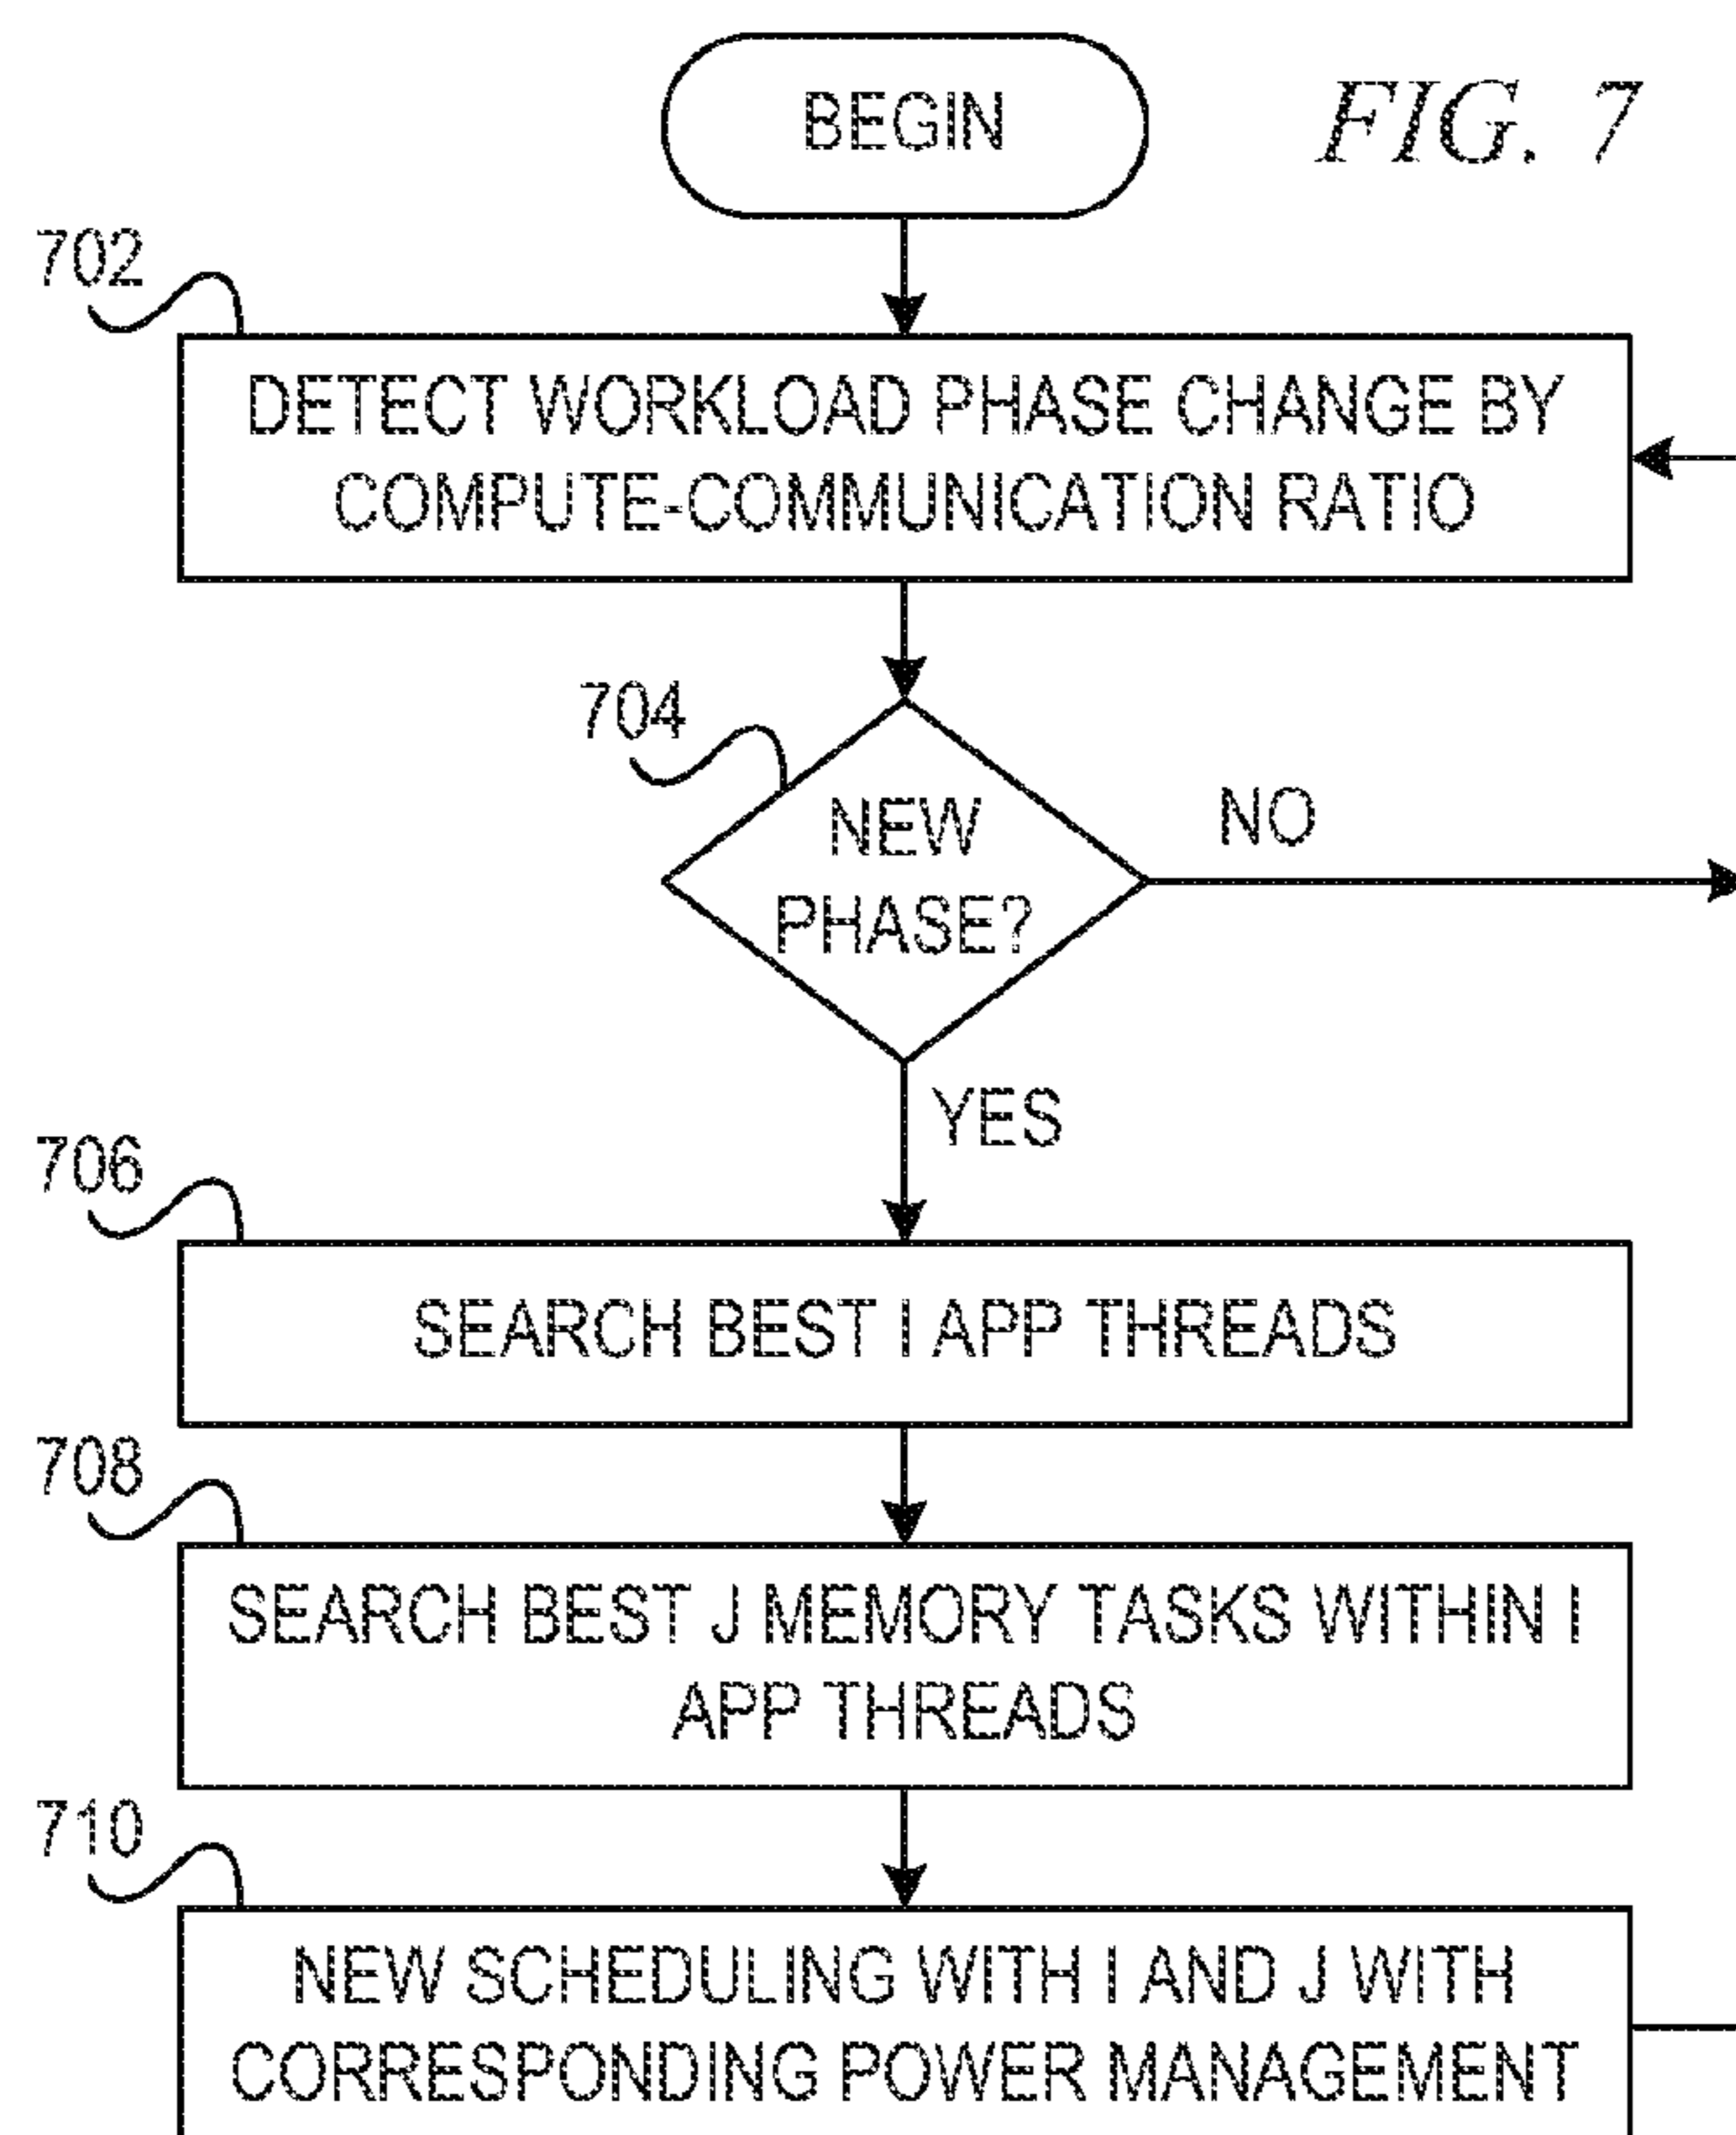 BEGIN
FIG. 7
702
DETECT WORKLOAD PHASE CHANGE BY
COMPUTE-COMMUNICATION RATIO
704
NEW
PHASE?
NO
YES
706
SEARCH BEST I APP THREADS
708
SEARCH BEST J MEMORY TASKS WITHIN I
APP THREADS
710
NEW SCHEDULING WITH I AND J WITH
CORRESPONDING POWER MANAGEMENT